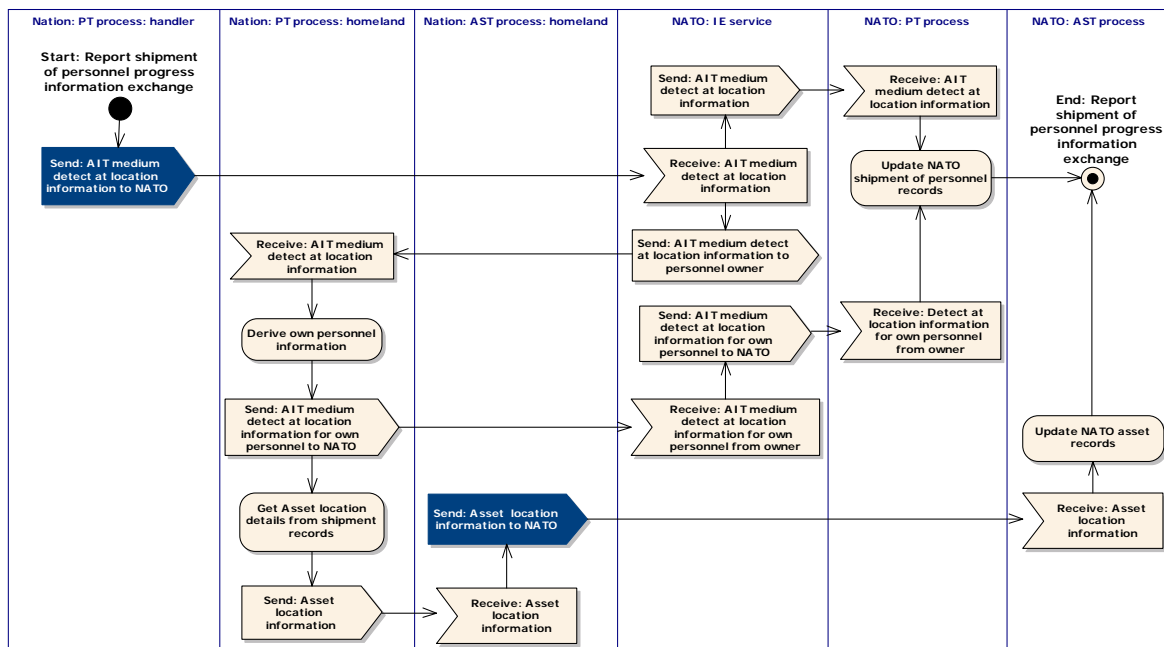 Nation: PT process: handler
Nation: PT process: homeland
Nation: AST process: homeland
NATO: IE service
NATO: PT process
NATO: AST process
Start: Report shipment
of personnel progress
information exchange
Send: AIT medium
detect at location
information to NATO
Receive: AIT medium
detect at location
information
Derive own personnel
information
Send: AIT medium
detect at location
information for own
personnel to NATO
Get Asset location
details from shipment
records
Send: Asset
location
information
Send: Asset location
information to NATO
Receive: Asset
location
information
Send: AIT medium
detect at location
information
Receive: AIT medium
detect at location
information
Send: AIT medium detect
at location information to
personnel owner
Send: AIT medium
detect at location
information for own
personnel to NATO
Receive: AIT medium
detect at location
information for own
personnel from owner
Receive: AIT
medium detect at
location information
Update NATO
shipment of personnel
records
Receive: Detect at
location information
for own personnel
from owner
End: Report
shipment of
personnel progress
information
exchange
Update NATO asset
records
Receive: Asset
location
information